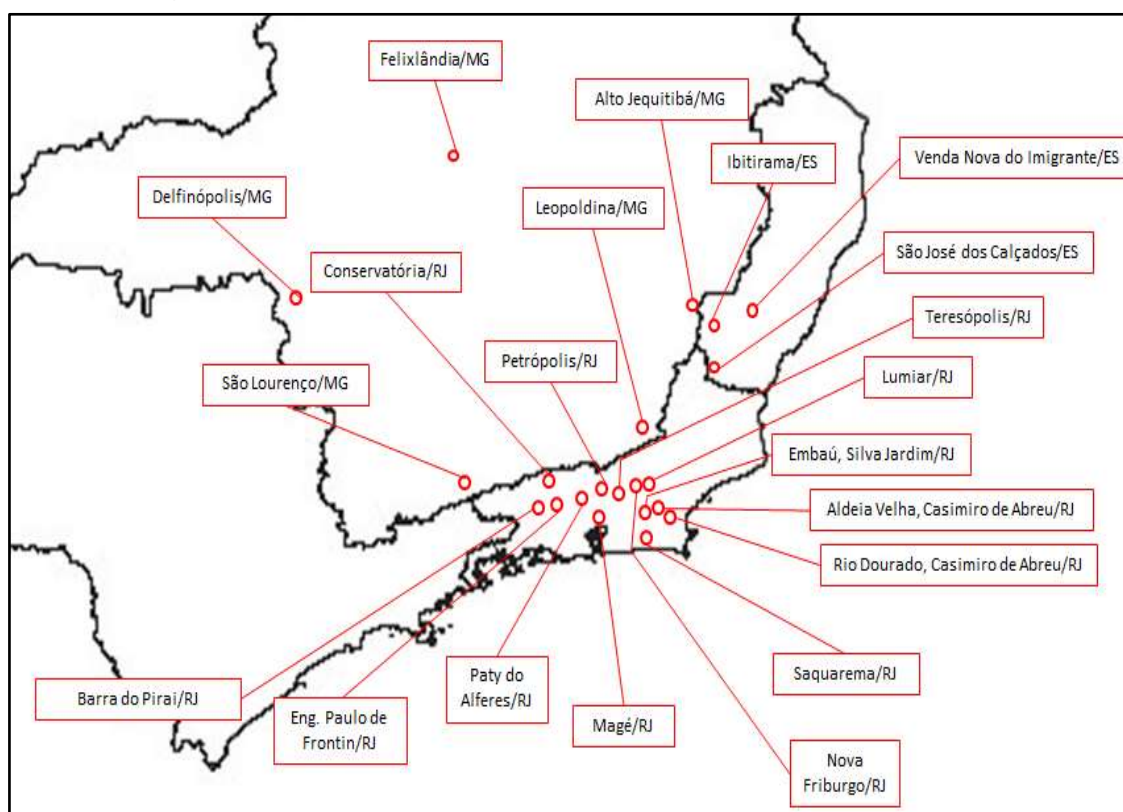 Felixlândia/MG
Alto Jequitibá/MG
Ibitirama/ES
Venda Nova do Imigrante/ES
Delfinópolis/MG
Leopoldina/MG
São José dos Calçados/ES
Conservatória/RJ
Teresópolis/RJ
Petrópolis/RJ
São Lourenço/MG
Lumiar/RJ
Embaú, Silva Jardim/RJ
Aldeia Velha, Casimiro de Abreu/RJ
Rio Dourado, Casimiro de Abreu/RJ
Saquarema/RJ
Barra do Pirai/RJ
Eng. Paulo de
Frontin/RJ
Paty do
Alferes/RJ
Magé/RJ
Nova
Friburgo/RJ